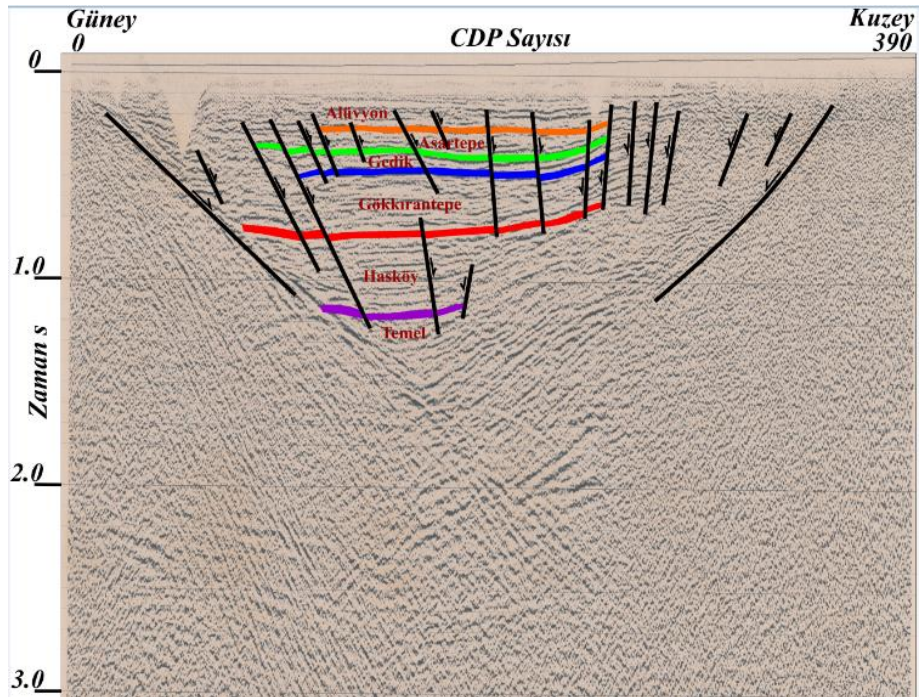 Güney
Kuzey
0
CDP Sayısı
390
0
Alüvyon
Asartepe
Gedik
Gökkırantepe
1.0
Hasköy
Temel
Zaman s
2.0
3.0